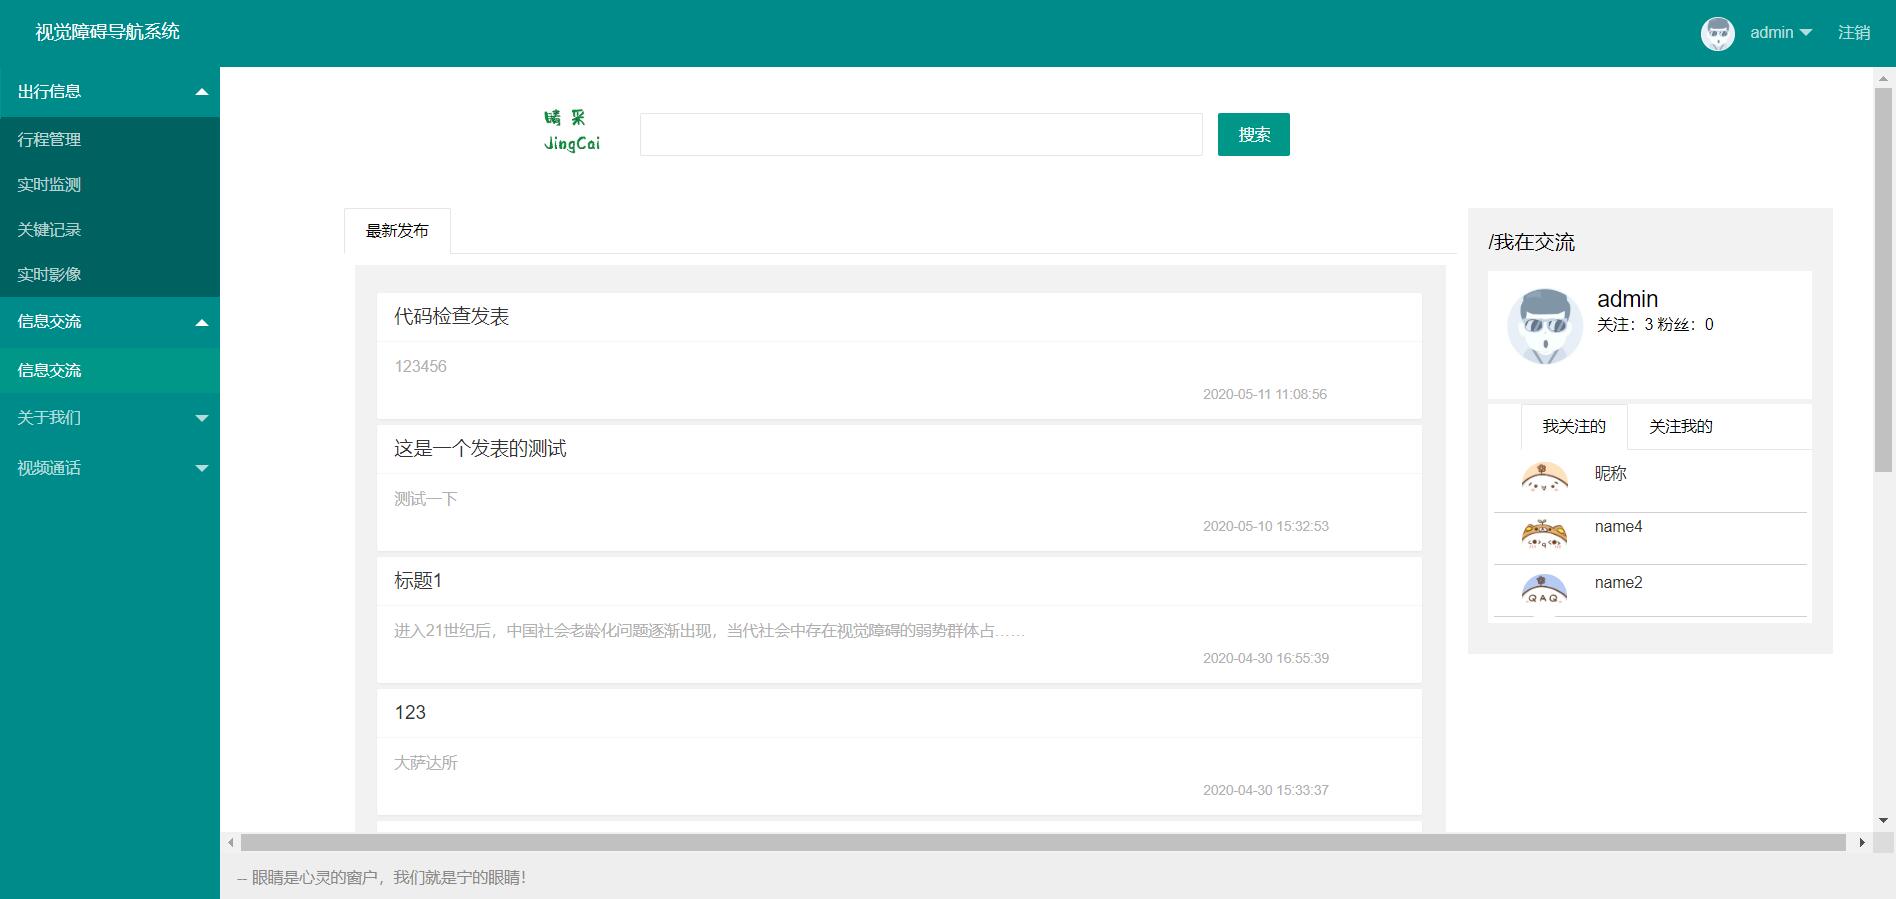 视觉障碍导航系统
admin
注销
出行信息
行程管理
实时监测
关键记录
实时影像
信息交流
信息交流
关于我们
视频通话
晴 采
JingCai
搜索
最新发布
代码检查发表
123456
2020-05-11 11:08:56
这是一个发表的测试
测试一下
2020-05-10 15:32:53
标题1
进入21世纪后，中国社会老龄化问题逐渐出现，当代社会中存在视觉障碍的弱势群体占……
2020-04-30 16:55:39
123
大萨达所
2020-04-30 15:33:37
/我在交流
admin
关注：3 粉丝：0
我关注的
关注我的
昵称
name4
name2
QAQ
-- 眼睛是心灵的窗户，我们就是宁的眼睛！